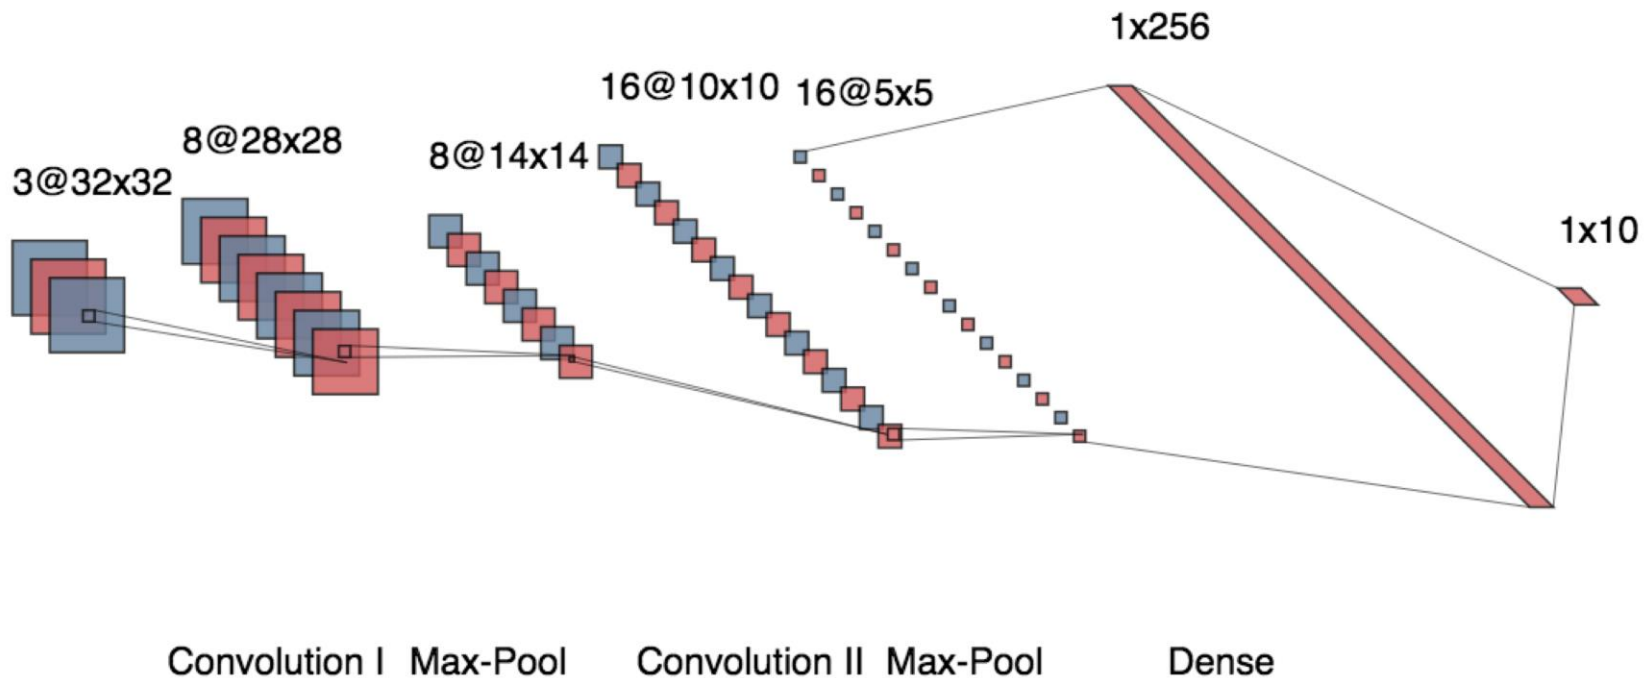 3@32x32
8@28x28
8@14x14
16@10x10
16@5x5
1x256
1x10
Convolution I
Max-Pool
Convolution II
Max-Pool
Dense